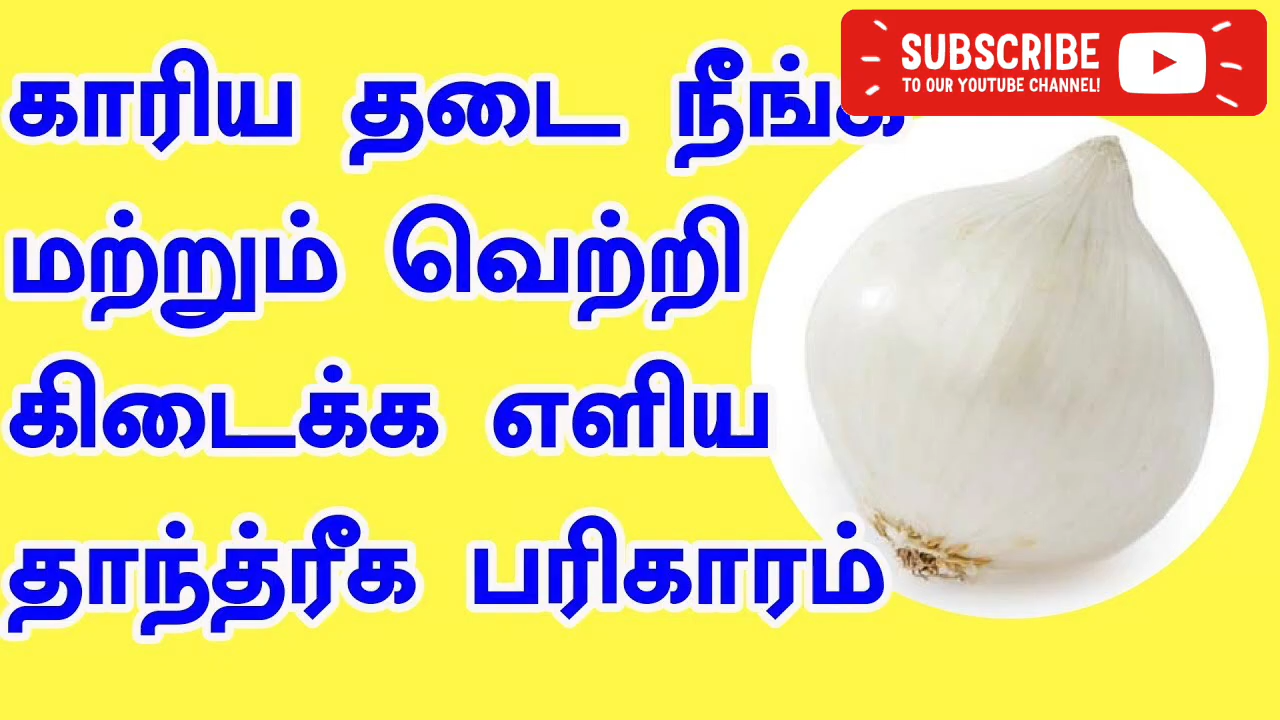 காரிய தடை நீங்க
SUBSCRIBE
TO OUR YOUTUBE CHANNEL!
மற்றும் வெற்றி
கிடைக்க எளிய
தாந்த்ரீக பரிகாரம்